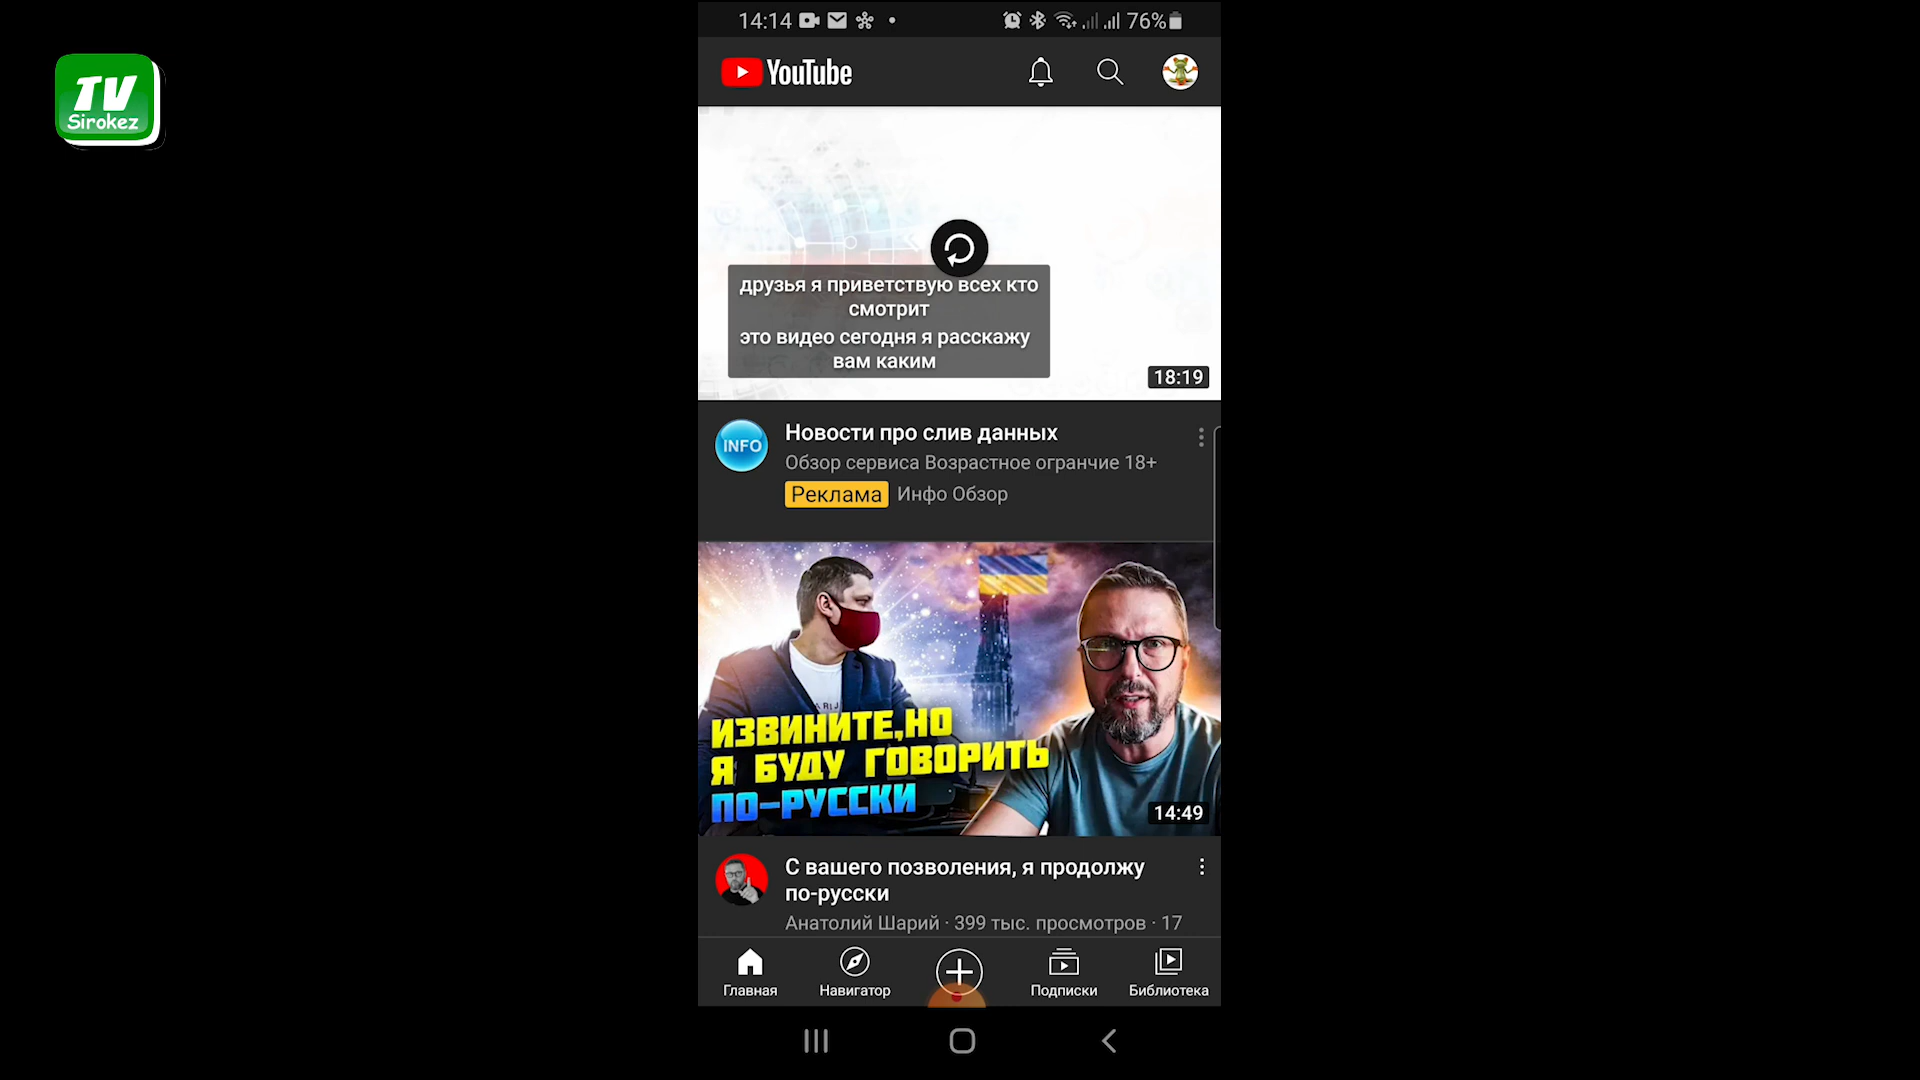 TV
Sirokez
14:14
76%
YouTube
друзья я приветствую всех кто
смотрит
это видео сегодня я расскажу
вам каким
18:19
INFO
Новости про слив данных
Обзор сервиса Возрастное огранчие 18+
Реклама Инфо Обзор
ИЗВИНИТЕ,НО
Я БУДУ ГОВОРИТЬ
ПО-РУССКИ
14:49
С вашего позволения, я продолжу
по-русски
Анатолий Шарий · 399 тыс. просмотров · 17
Главная
Навигатор
Подписки
Библиотека